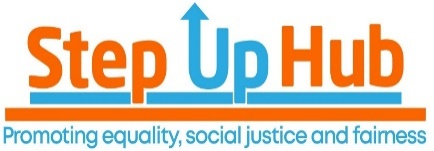 Step Up Hub
Promoting equality, social justice and fairness